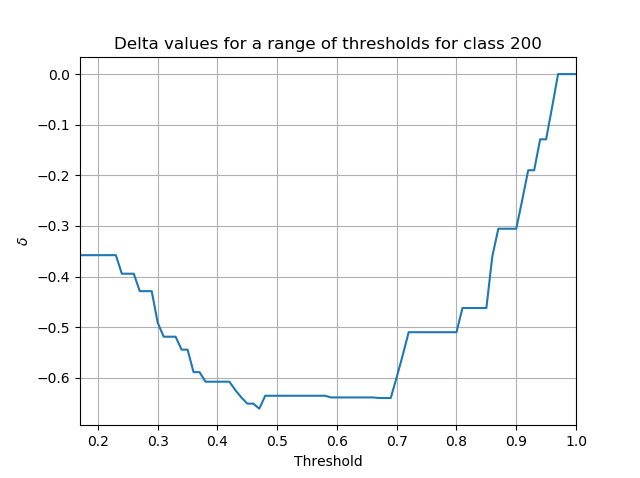 Delta values for a range of thresholds for class 200
0.0
−0.1
−0.2
−0.3
−0.4
−0.5
−0.6
δ
0.2 0.3 0.4 0.5 0.6 0.7 0.8 0.9 1.0
Threshold